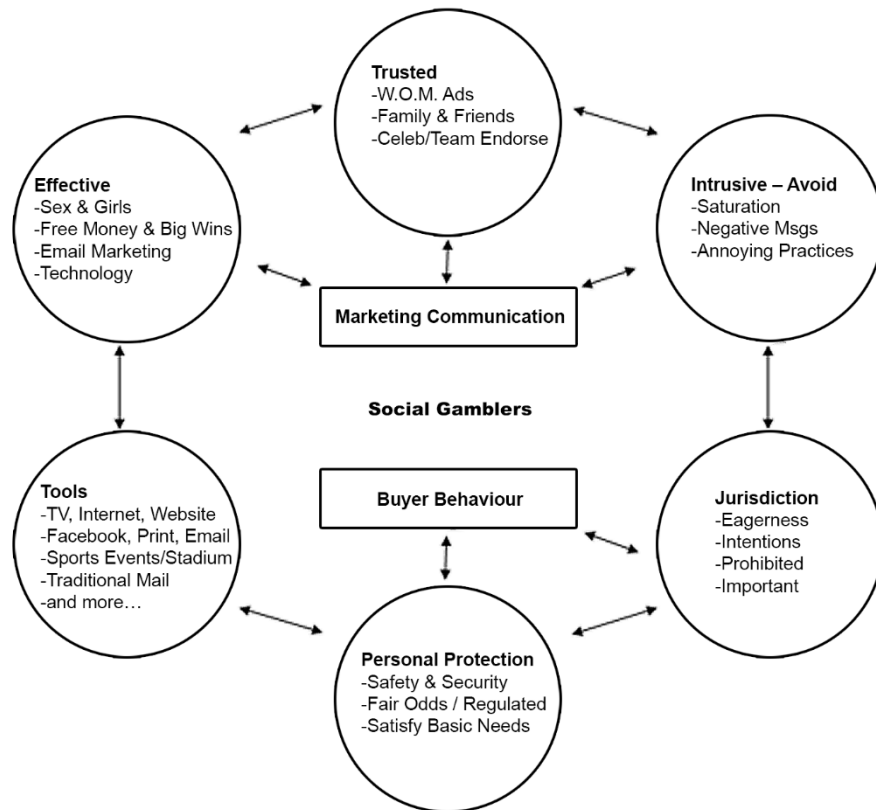 Trusted
-W.O.M. Ads
-Family & Friends
-Celeb/Team Endorse
Effective
-Sex & Girls
-Free Money & Big Wins
-Email Marketing
-Technology
Intrusive – Avoid
-Saturation
-Negative Msgs
-Annoying Practices
Marketing Communication
Social Gamblers
Buyer Behaviour
Tools
-TV, Internet, Website
-Facebook, Print, Email
-Sports Events/Stadium
-Traditional Mail
-and more…
Jurisdiction
-Eagerness
-Intentions
-Prohibited
-Important
Personal Protection
-Safety & Security
-Fair Odds / Regulated
-Satisfy Basic Needs